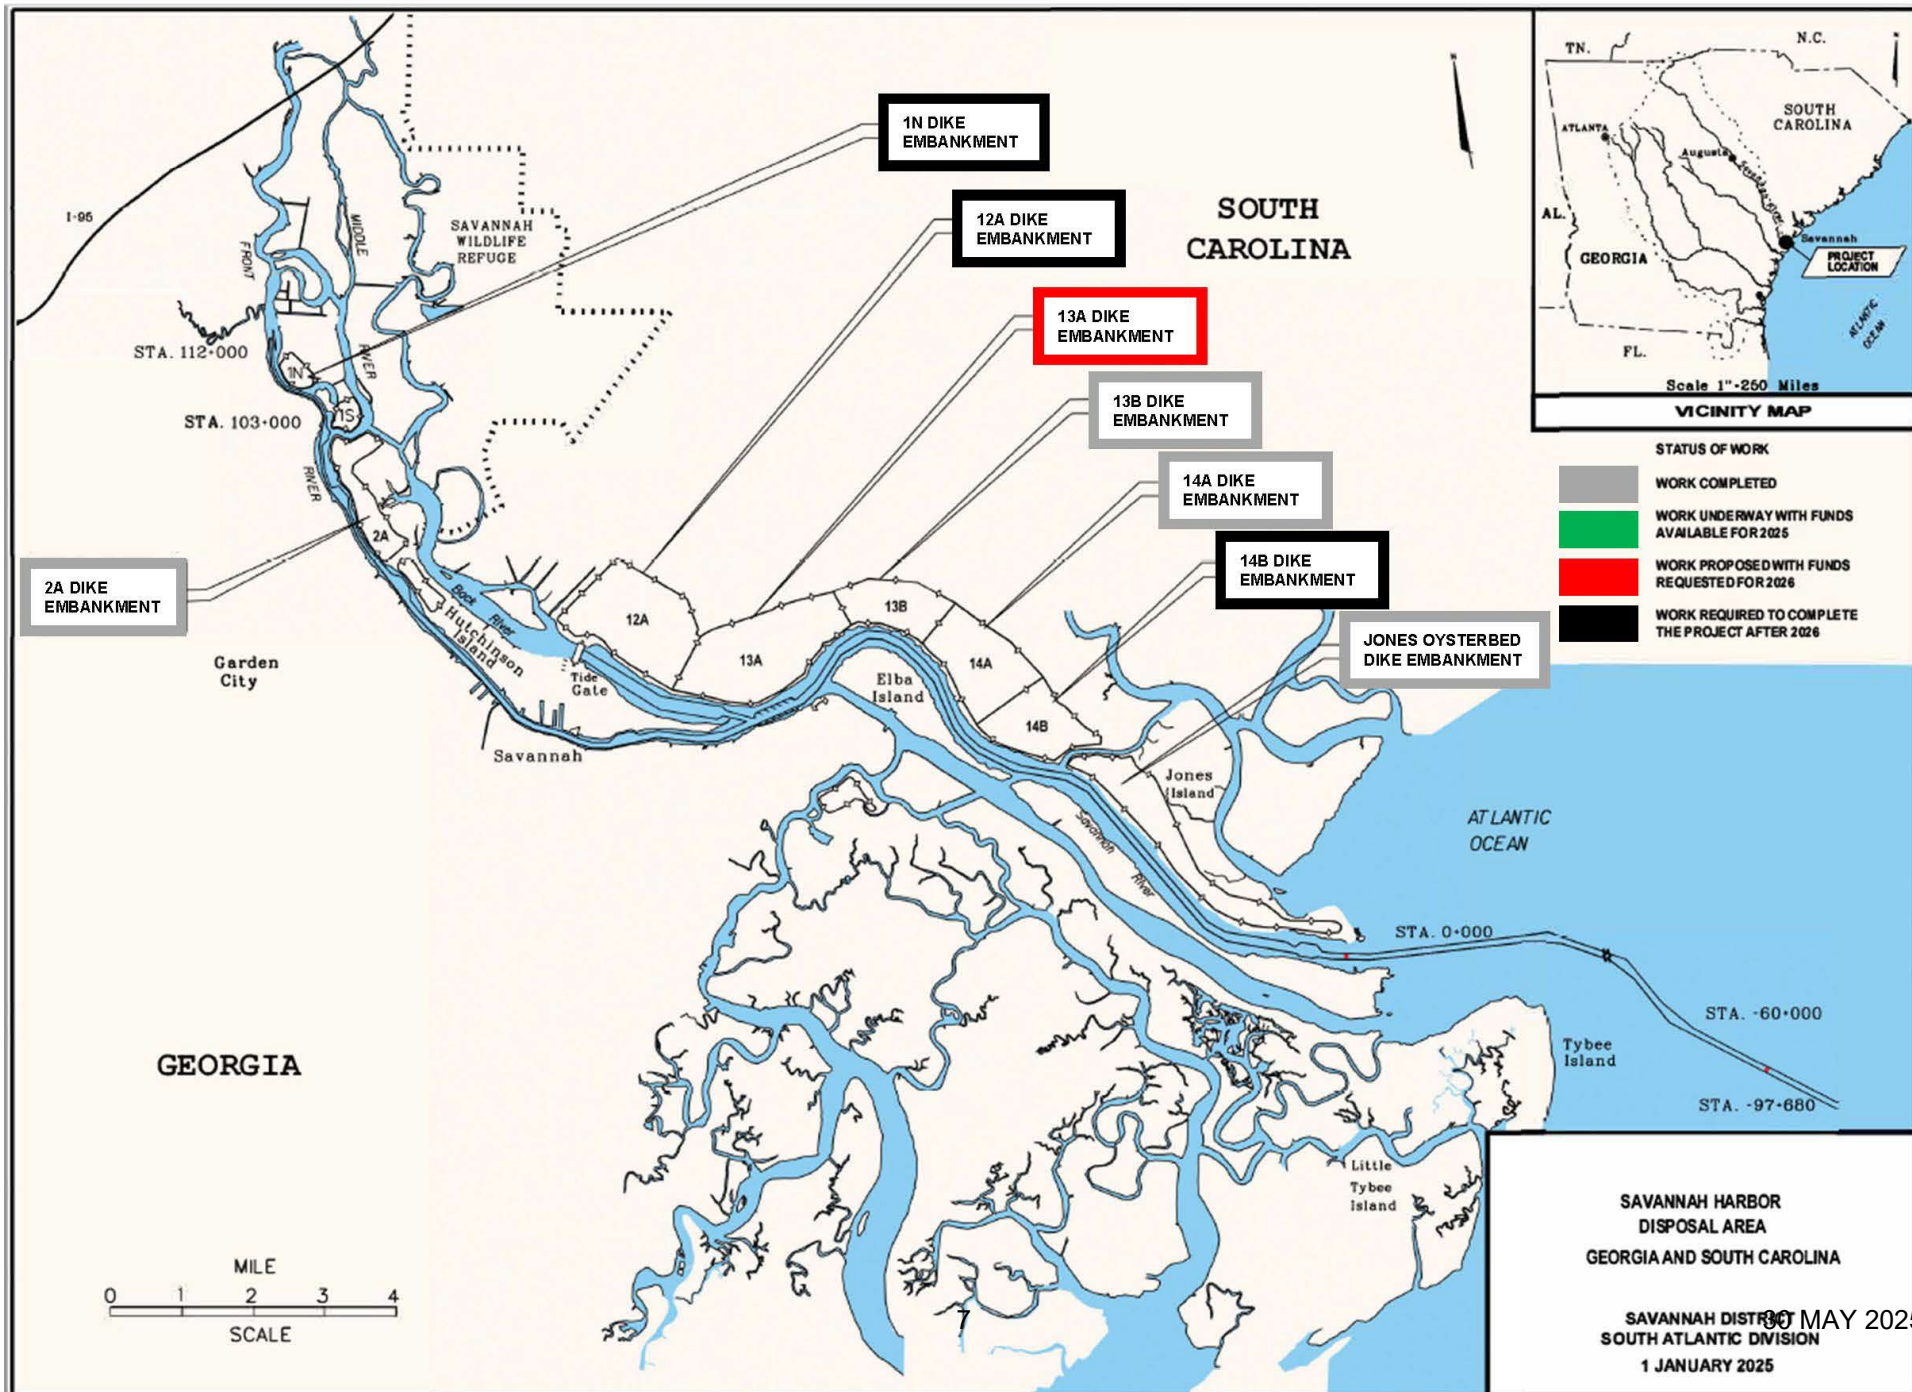 TN.
N.C.
SOUTH
CAROLINA
ATLANTA
Augusta
AL.
Savannah
PROJECT
LOCATION
GEORGIA
ATLANTIC
OCEAN
FL.
Scale 1"-250 Miles
VICINITY MAP
STATUS OF WORK
WORK COMPLETED
WORK UNDERWAY WITH FUNDS
AVAILABLE FOR 2025
WORK PROPOSED WITH FUNDS
REQUESTED FOR 2026
WORK REQUIRED TO COMPLETE
THE PROJECT AFTER 2026
1N DIKE
EMBANKMENT
12A DIKE
EMBANKMENT
13A DIKE
EMBANKMENT
13B DIKE
EMBANKMENT
14A DIKE
EMBANKMENT
14B DIKE
EMBANKMENT
JONES OYSTERBED
DIKE EMBANKMENT
2A DIKE
EMBANKMENT
SOUTH
CAROLINA
I-95
SAVANNAH
WILDLIFE
REFUGE
FRONT
RIVER
MIDDLE
RIVER
STA. 112+000
1N
STA. 103+000
1S
2A
Back
River
Hutchinson
Island
Garden
City
Tide
Gate
Savannah
12A
13A
13B
14A
14B
Elba
Island
Jones
Island
Savannah
River
ATLANTIC
OCEAN
STA. 0+000
STA. -60+000
STA. -97+680
Tybee
Island
Little
Tybee
Island
GEORGIA
MILE
0 1 2 3 4
SCALE
7
SAVANNAH HARBOR
DISPOSAL AREA
GEORGIA AND SOUTH CAROLINA
SAVANNAH DISTRICT
SOUTH ATLANTIC DIVISION
1 JANUARY 2025
30 MAY 2025